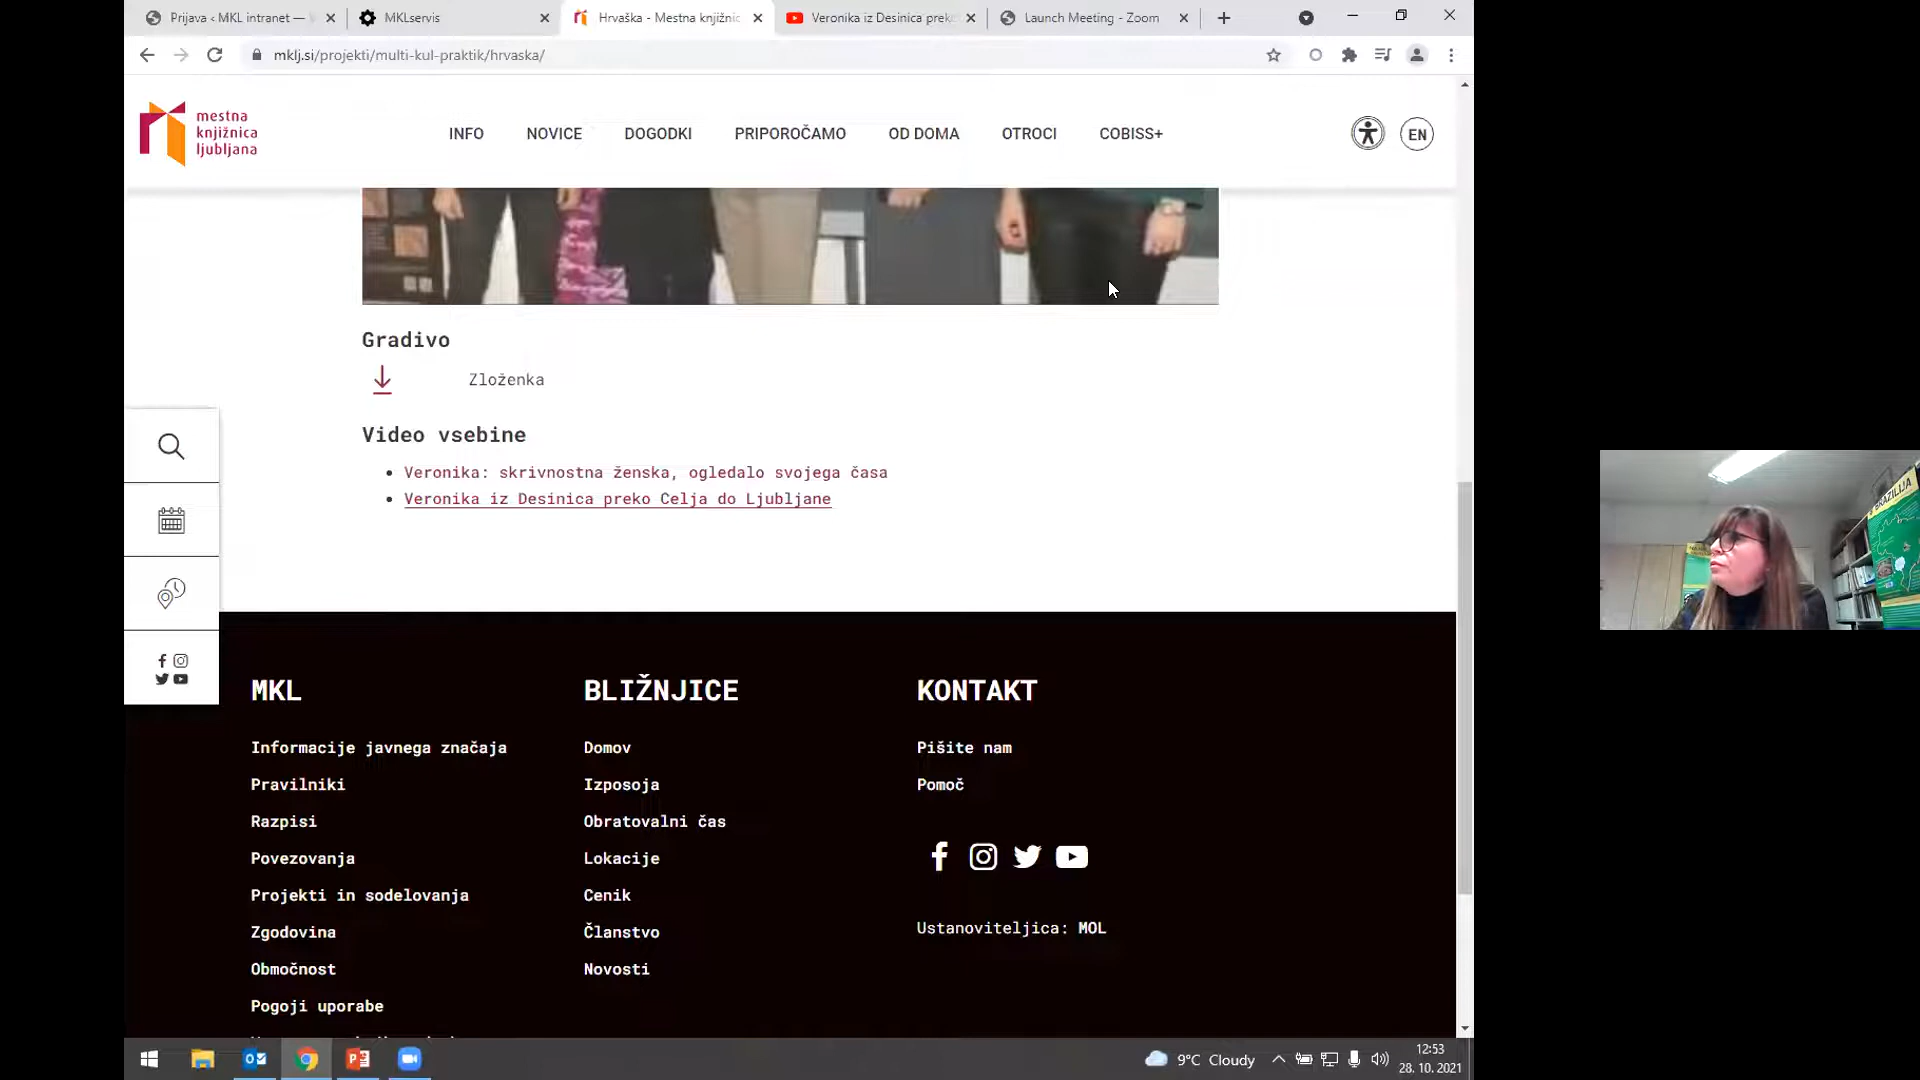 Prijava ‹ MKL intranet —
MKLservis
Hrvaška - Mestna knjižnic
Veronika iz Desinica preko
Launch Meeting - Zoom
mklj.si/projekti/multi-kul-praktik/hrvaska/
mestna
knjižnica
ljubljana
INFO
NOVICE
DOGODKI
PRIPOROČAMO
OD DOMA
OTROCI
COBISS+
EN
Gradivo
Zloženka
Video vsebine
Veronika: skrivnostna ženska, ogledalo svojega časa
Veronika iz Desinica preko Celja do Ljubljane
BRAZILIJA
MKL
Informacije javnega značaja
Pravilniki
Razpisi
Povezovanja
Projekti in sodelovanja
Zgodovina
Območnost
Pogoji uporabe
BLIŽNJICE
Domov
Izposoja
Obratovalni čas
Lokacije
Cenik
Članstvo
Novosti
KONTAKT
Pišite nam
Pomoč
Ustanoviteljica: MOL
9°C Cloudy
12:53
28. 10. 2021